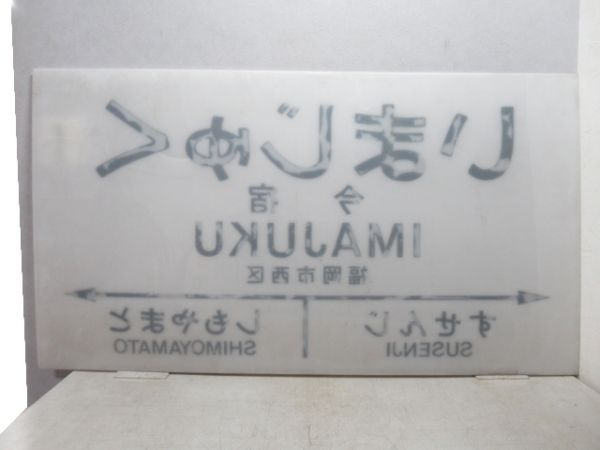 いまじゅく
今宿
IMAJUKU
福岡市西区
すせんじ しもやまと
SUSENJI SHIMOYAMATO